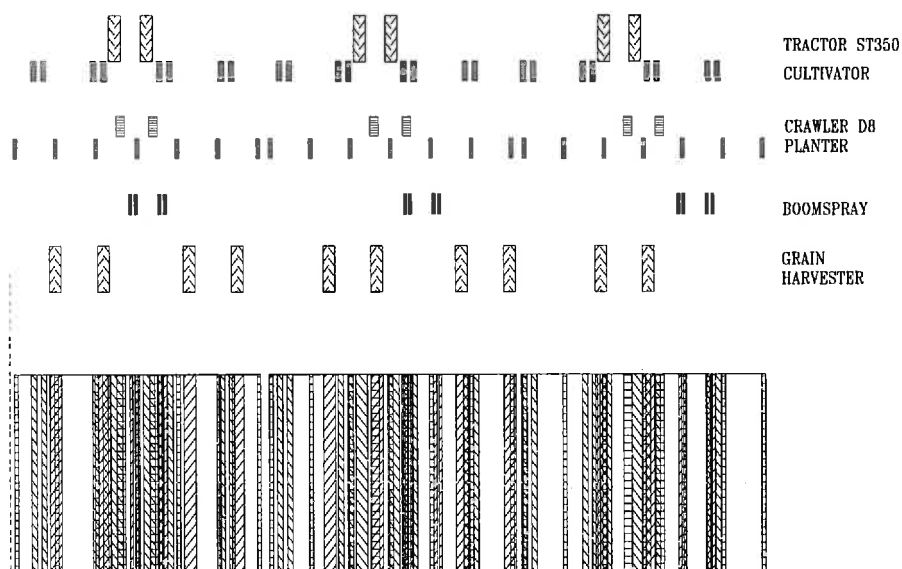 TRACTOR ST350
CULTIVATOR
CRAWLER D8
PLANTER
BOOMSPRAY
GRAIN
HARVESTER